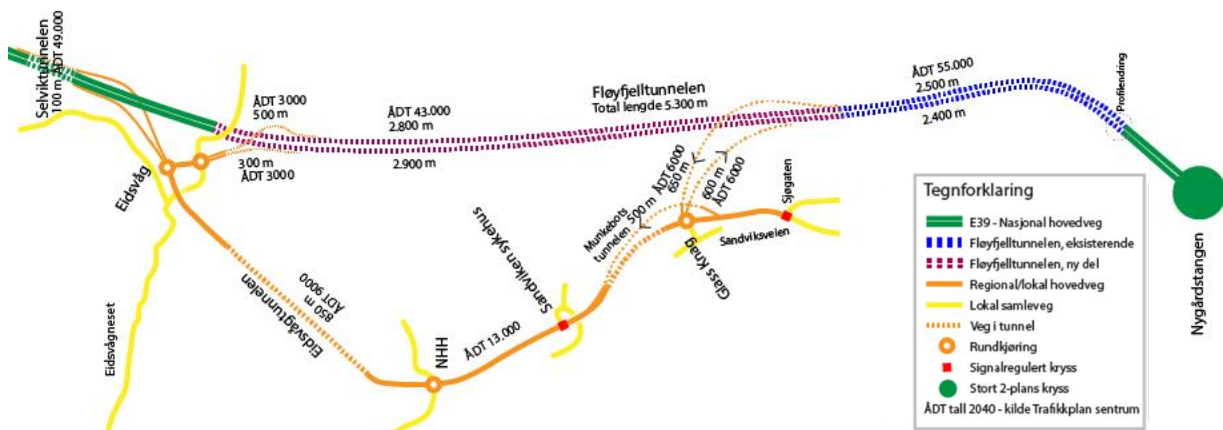 Selviktunnelen
100 m ÅDT 49.000
ÅDT 3000
500 m
ÅDT 43.000
2.800 m
Fløyfjelltunnelen
Total lengde 5.300 m
ÅDT 55.000
2.500 m
2.400 m
Profilendring
2.900 m
300 m
ÅDT 3000
Eidsvåg
ÅDT 6000
650 m
600 m
ÅDT 6000
Munkebots
tunnelen 500 m
Sjøgaten
Sandviksveien
Glass Knag
Sandviken sykehus
Eidsvågtunnelen
850 m
ÅDT 9000
Eidsvågneset
NHH
ÅDT 13.000
Nygårdstangen
Tegnforklaring
E39 - Nasjonal hovedveg
Fløyfjelltunnelen, eksisterende
Fløyfjelltunnelen, ny del
Regional/lokal hovedveg
Lokal samleveg
Veg i tunnel
Rundkjøring
Signalregulert kryss
Stort 2-plans kryss
ÅDT tall 2040 - kilde Trafikkplan sentrum